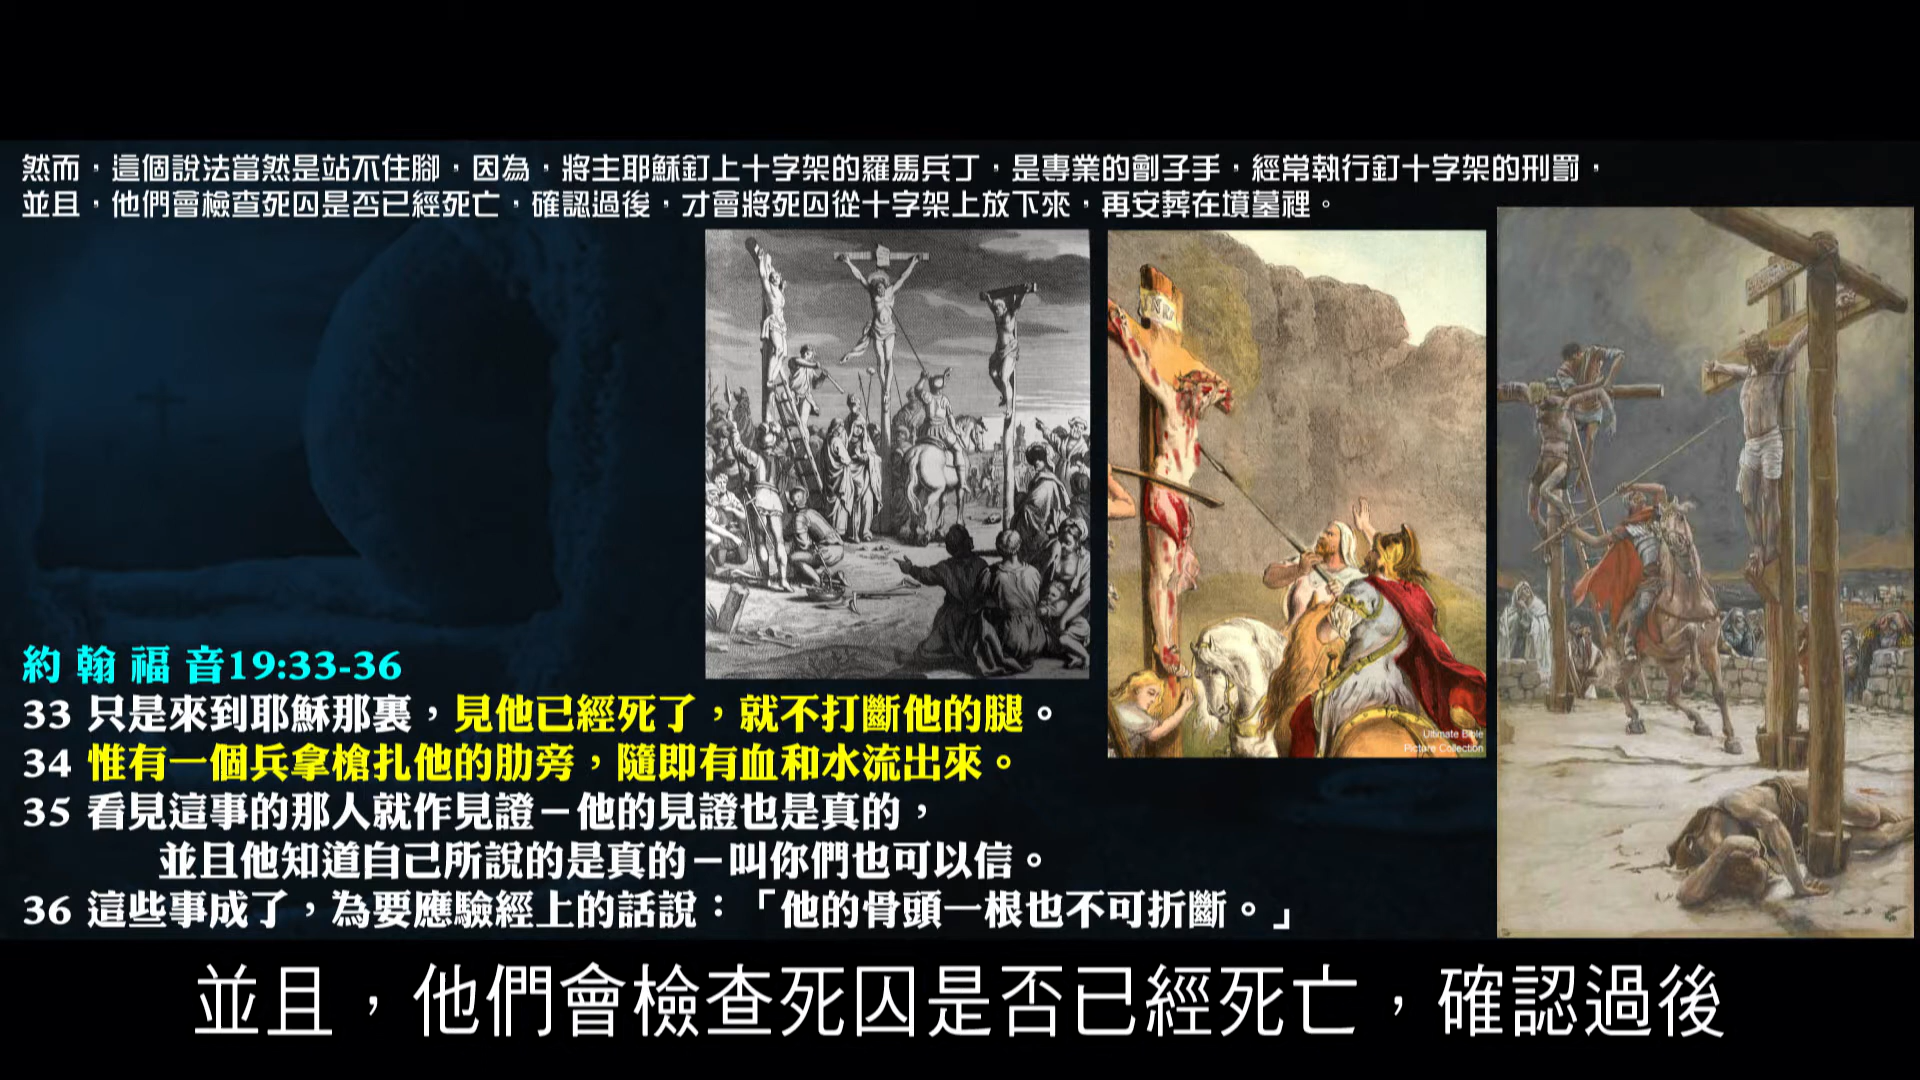 然而，這個說法當然是站不住腳，因為，將主耶穌釘上十字架的羅馬兵丁，是專業的劊子手，經常執行釘十字架的刑罰，
並且，他們會檢查死囚是否已經死亡，確認過後，才會將死囚從十字架上放下來，再安葬在墳墓裡。
Ultimate Bible
Picture Collection
約翰福音19:33-36
33 只是來到耶穌那裏，見他已經死了，就不打斷他的腿。
34 惟有一個兵拿槍扎他的肋旁，隨即有血和水流出來。
35 看見這事的那人就作見證－他的見證也是真的，
並且他知道自己所說的是真的－叫你們也可以信。
36 這些事成了，為要應驗經上的話說：「他的骨頭一根也不可折斷。」
並且，他們會檢查死囚是否已經死亡，確認過後